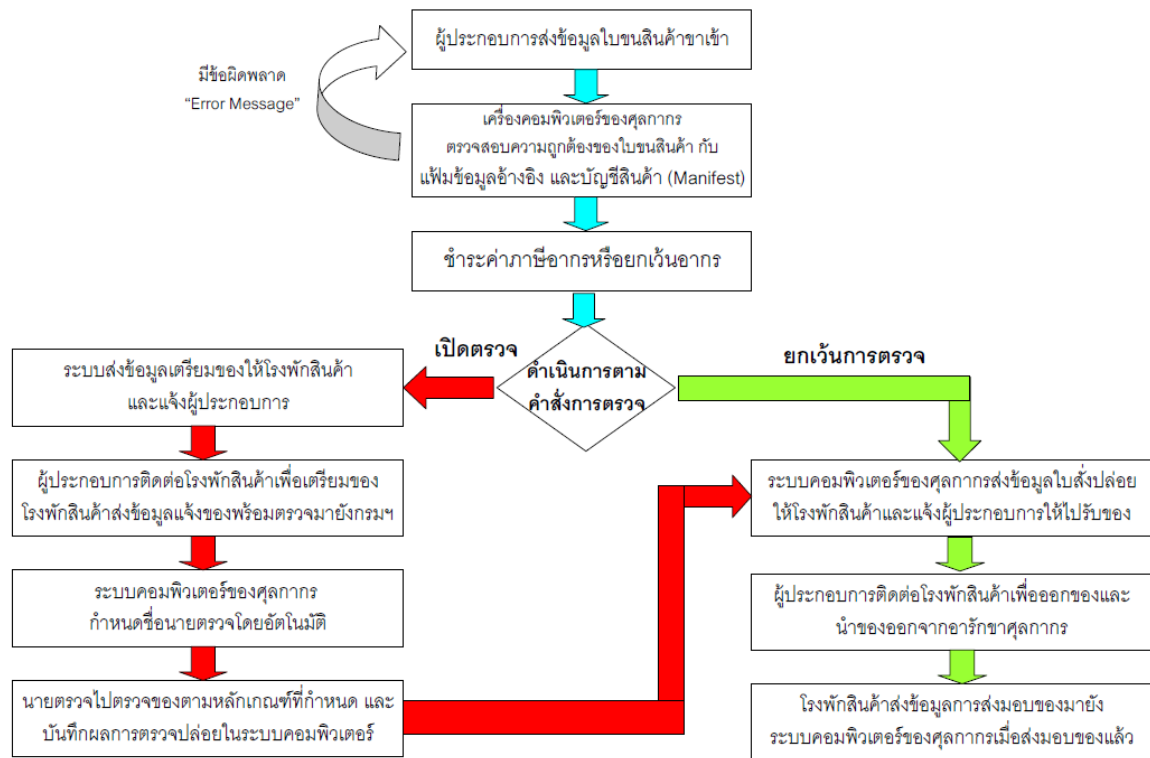 ผู้ประกอบการส่งข้อมูลใบขนสินค้าขาเข้า
มีข้อผิดพลาด
"Error Message"
เครื่องคอมพิวเตอร์ของศุลกากร
ตรวจสอบความถูกต้องของใบขนสินค้า กับ
แฟ้มข้อมูลอ้างอิง และบัญชีสินค้า (Manifest)
ชำระค่าภาษีอากรหรือยกเว้นอากร
เปิดตรวจ
ยกเว้นการตรวจ
ดำเนินการตาม
คำสั่งการตรวจ
ระบบส่งข้อมูลเตรียมของให้โรงพักสินค้า
และแจ้งผู้ประกอบการ
ผู้ประกอบการติดต่อโรงพักสินค้าเพื่อเตรียมของ
โรงพักสินค้าส่งข้อมูลแจ้งของพร้อมตรวจมายังกรมฯ
ระบบคอมพิวเตอร์ของศุลกากร
กำหนดชื่อนายตรวจโดยอัตโนมัติ
นายตรวจไปตรวจของตามหลักเกณฑ์ที่กำหนด และ
บันทึกผลการตรวจปล่อยในระบบคอมพิวเตอร์
ระบบคอมพิวเตอร์ของศุลกากรส่งข้อมูลใบสั่งปล่อย
ให้โรงพักสินค้าและแจ้งผู้ประกอบการให้ไปรับของ
ผู้ประกอบการติดต่อโรงพักสินค้าเพื่อออกของและ
นำของออกจากอารักขาศุลกากร
โรงพักสินค้าส่งข้อมูลการส่งมอบของมายัง
ระบบคอมพิวเตอร์ของศุลกากรเมื่อส่งมอบของแล้ว